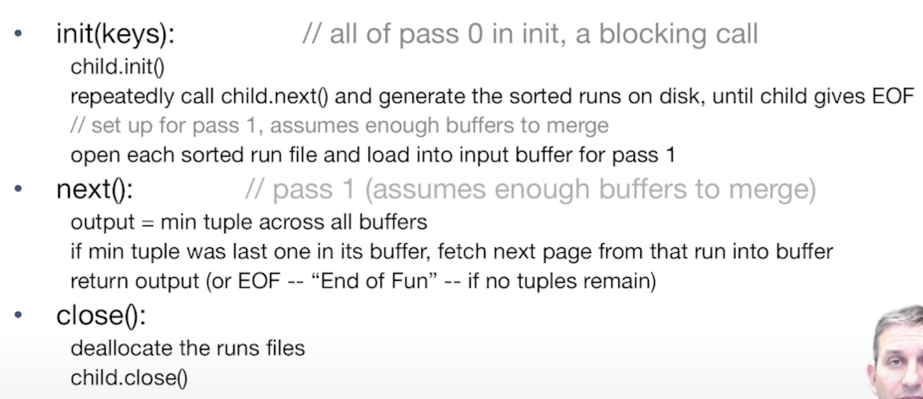 • init(keys): // all of pass 0 in init, a blocking call
child.init()
repeatedly call child.next() and generate the sorted runs on disk, until child gives EOF
// set up for pass 1, assumes enough buffers to merge
open each sorted run file and load into input buffer for pass 1
• next(): // pass 1 (assumes enough buffers to merge)
output = min tuple across all buffers
if min tuple was last one in its buffer, fetch next page from that run into buffer
return output (or EOF -- “End of Fun” -- if no tuples remain)
• close():
deallocate the runs files
child.close()